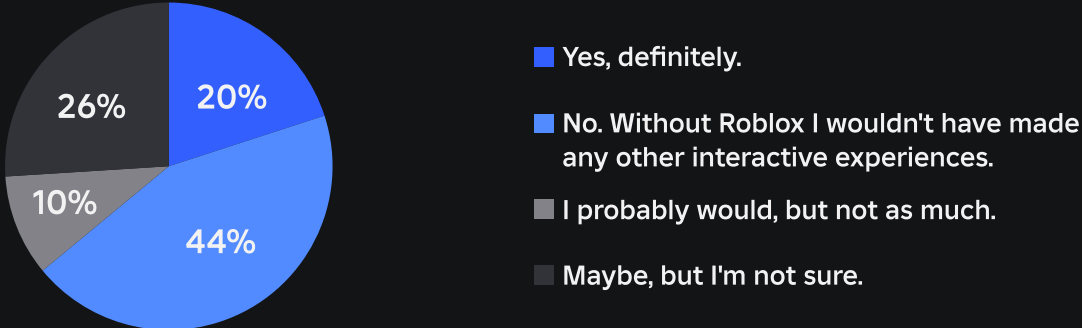 26%
20%
10%
44%
Yes, definitely.
No. Without Roblox I wouldn't have made
any other interactive experiences.
I probably would, but not as much.
Maybe, but I'm not sure.